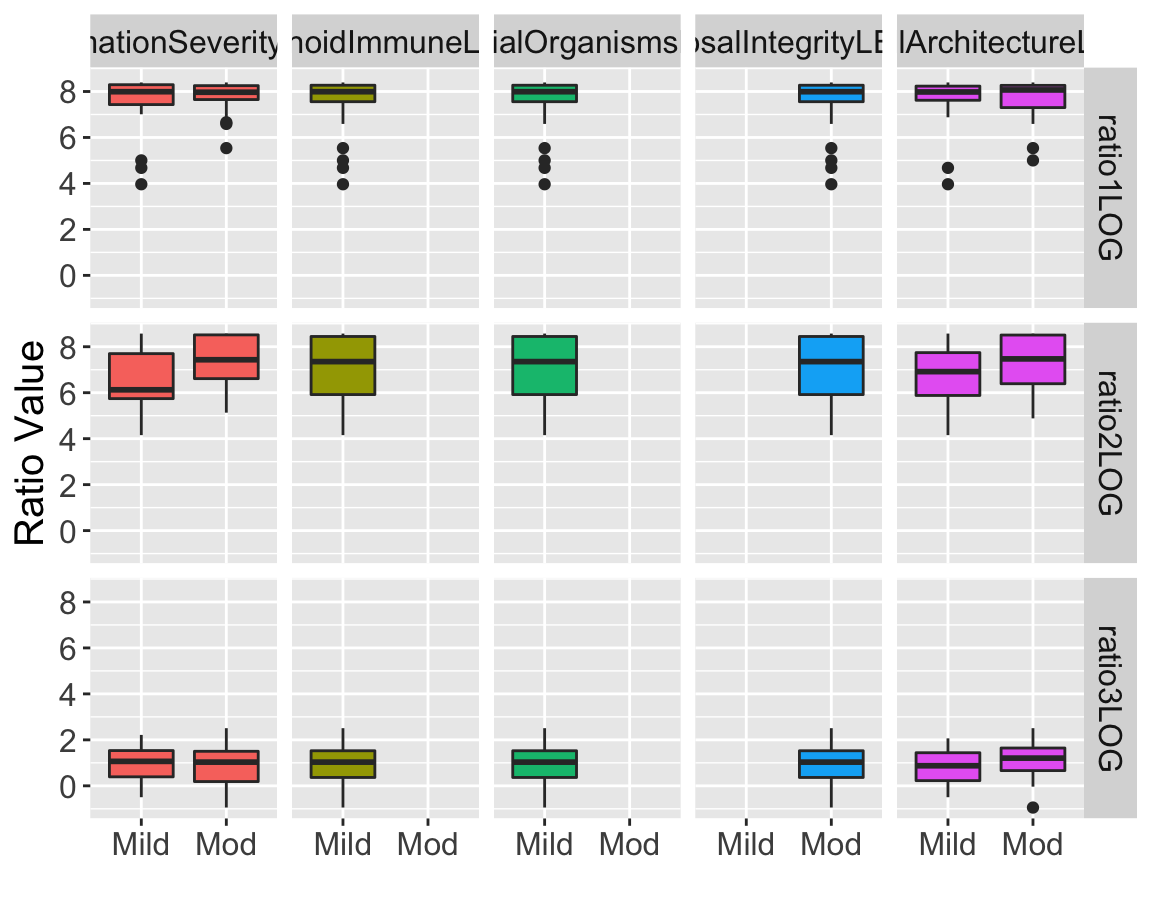 nationSeverity
noidImmuneL
ialOrganisms
osalIntegrityLE
lArchitectureL
8
6
4
2
0
ratio1LOG
Ratio Value
8
6
4
2
0
ratio2LOG
8
6
4
2
0
ratio3LOG
Mild Mod Mild Mod Mild Mod Mild Mod Mild Mod